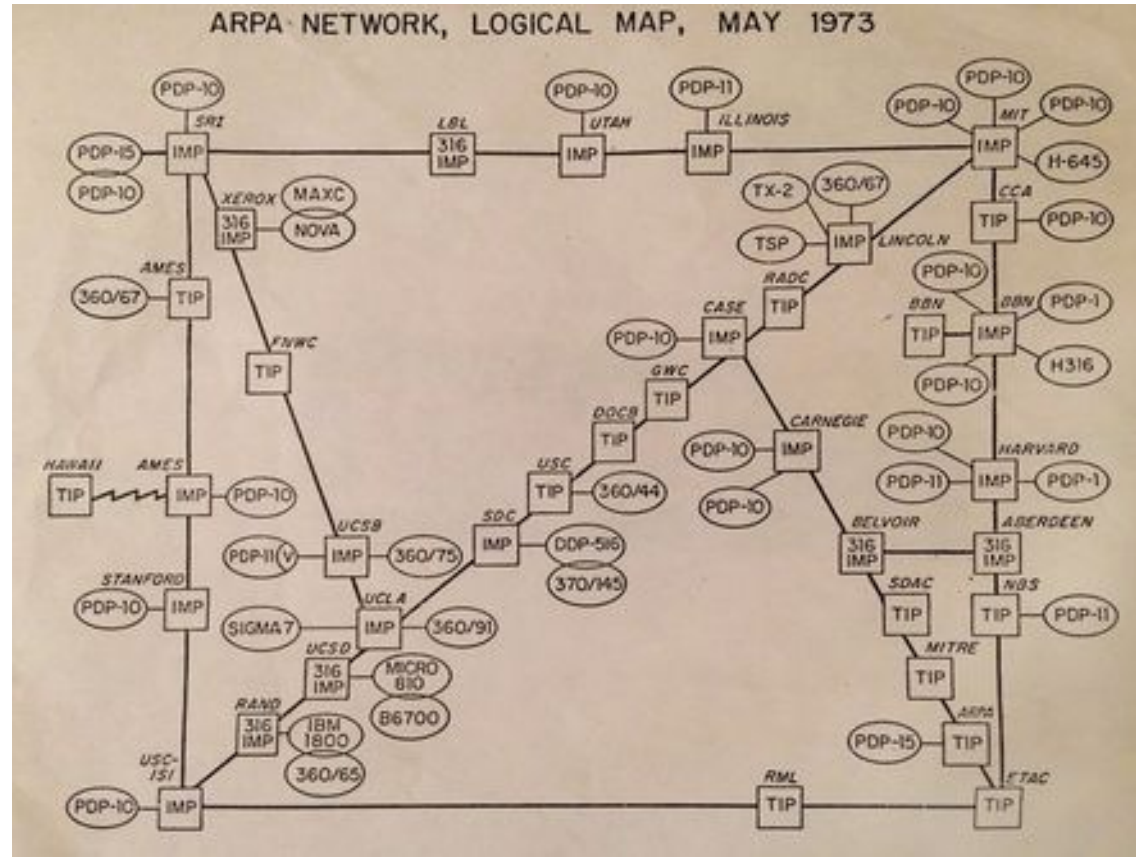 ARPA NETWORK, LOGICAL MAP, MAY 1973
PDP-10
SRI
IMP
PDP-15
PDP-10
LBL
316
IMP
PDP-10
UTAH
IMP
PDP-11
ILLINOIS
IMP
PDP-10
PDP-10
PDP-10
MIT
IMP
H-645
XEROX
316
IMP
MAXC
NOVA
TX-2
360/67
TSP
IMP
LINCOLN
CCA
TIP
PDP-10
AMES
360/67
TIP
RADC
TIP
PDP-10
BBN
TIP
BBN
IMP
PDP-1
PDP-10
H316
CASE
PDP-10
IMP
FNWC
TIP
GWC
TIP
DOCB
TIP
CARNEGIE
PDP-10
IMP
PDP-10
PDP-10
HARVARD
PDP-11
IMP
PDP-1
HAWAII
TIP
AMES
IMP
PDP-10
USC
TIP
360/44
UCSB
PDP-11
V
IMP
360/75
SDC
IMP
DDP-516
370/145
BELVOIR
316
IMP
ABERDEEN
316
IMP
STANFORD
PDP-10
IMP
UCLA
SIGMA 7
IMP
360/91
SDAC
TIP
NBS
TIP
PDP-11
UCSD
316
IMP
MICRO
810
B6700
MITRE
TIP
RAND
316
IMP
IBM
1800
360/65
ARPA
PDP-15
TIP
USC-
ISI
PDP-10
IMP
RML
TIP
ETAC
TIP